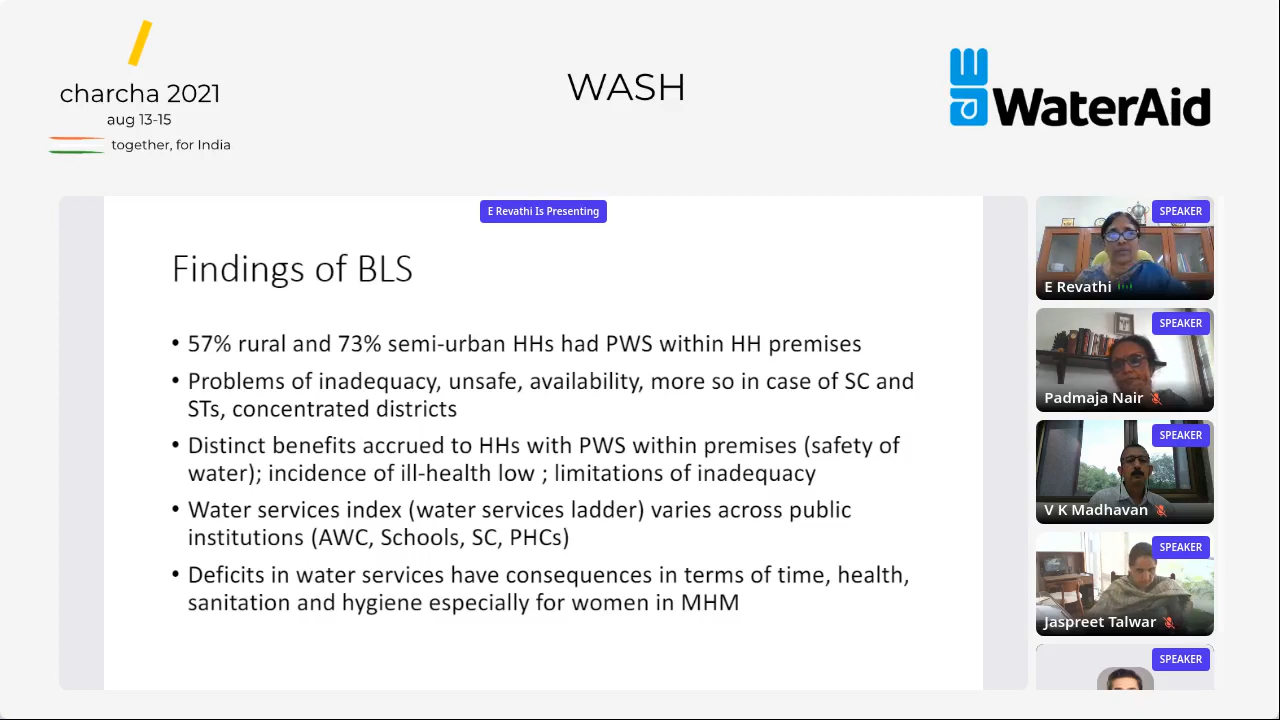 charcha 2021
aug 13-15
together, for India
WASH
WaterAid
E Revathi Is Presenting
Findings of BLS
• 57% rural and 73% semi-urban HHs had PWS within HH premises
• Problems of inadequacy, unsafe, availability, more so in case of SC and
STs, concentrated districts
• Distinct benefits accrued to HHs with PWS within premises (safety of
water); incidence of ill-health low ; limitations of inadequacy
• Water services index (water services ladder) varies across public
institutions (AWC, Schools, SC, PHCs)
• Deficits in water services have consequences in terms of time, health,
sanitation and hygiene especially for women in MHM
SPEAKER
E Revathi
SPEAKER
Padmaja Nair
SPEAKER
V K Madhavan
SPEAKER
Jaspreet Talwar
SPEAKER